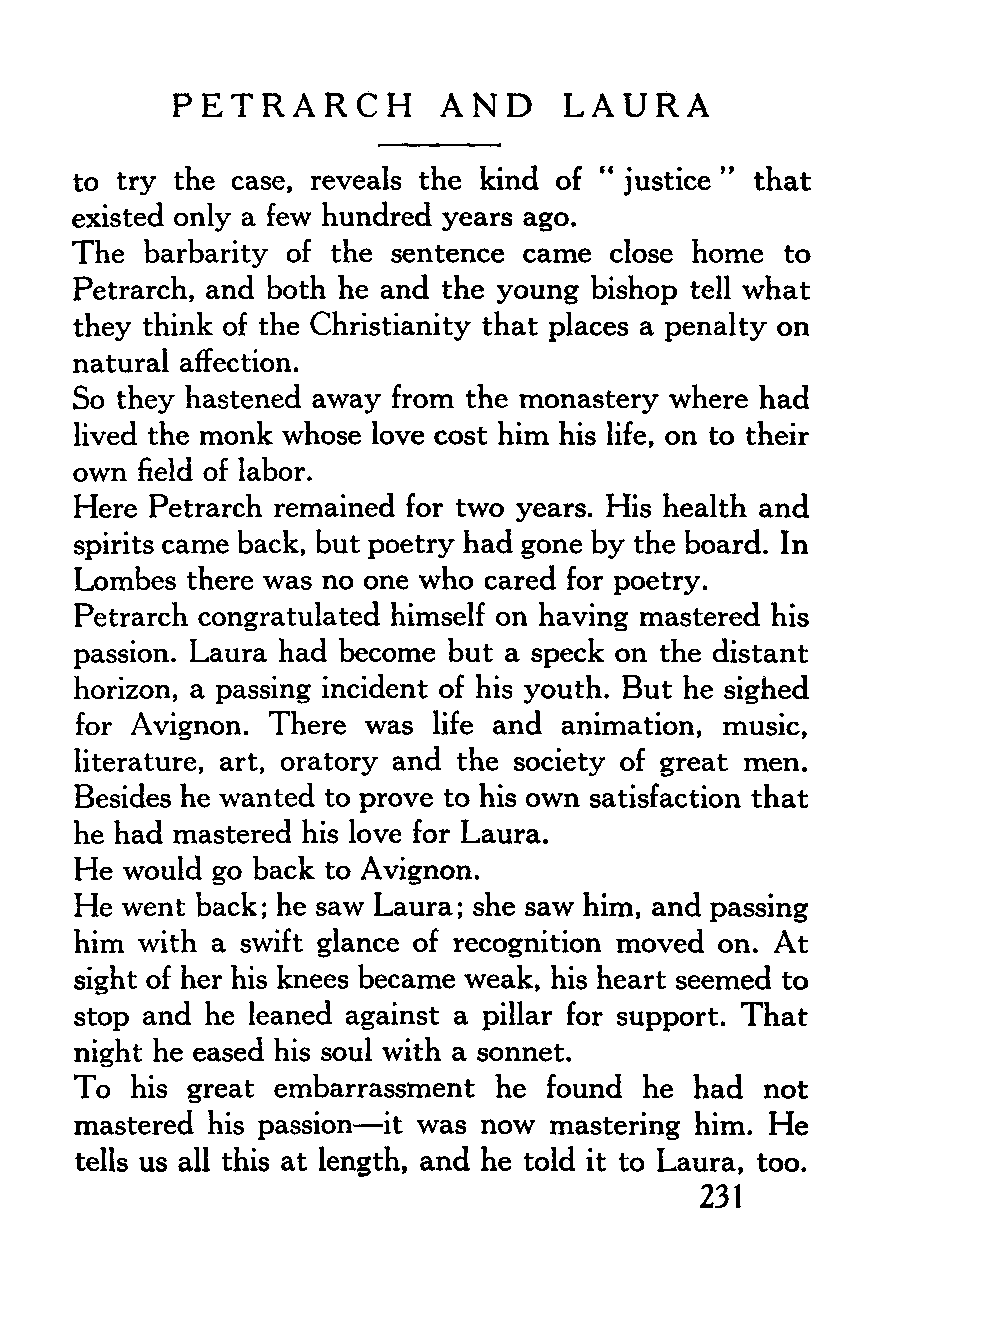 PETRARCH AND LAURA
to try the case, reveals the kind of “ justice ” that
existed only a few hundred years ago.
The barbarity of the sentence came close home to
Petrarch, and both he and the young bishop tell what
they think of the Christianity that places a penalty on
natural affection.
So they hastened away from the monastery where had
lived the monk whose love cost him his life, on to their
own field of labor.
Here Petrarch remained for two years. His health and
spirits came back, but poetry had gone by the board. In
Lombes there was no one who cared for poetry.
Petrarch congratulated himself on having mastered his
passion. Laura had become but a speck on the distant
horizon, a passing incident of his youth. But he sighed
for Avignon. There was life and animation, music,
literature, art, oratory and the society of great men.
Besides he wanted to prove to his own satisfaction that
he had mastered his love for Laura.
He would go back to Avignon.
He went back; he saw Laura; she saw him, and passing
him with a swift glance of recognition moved on. At
sight of her his knees became weak, his heart seemed to
stop and he leaned against a pillar for support. That
night he eased his soul with a sonnet.
To his great embarrassment he found he had not
mastered his passion—it was now mastering him. He
tells us all this at length, and he told it to Laura, too.
231